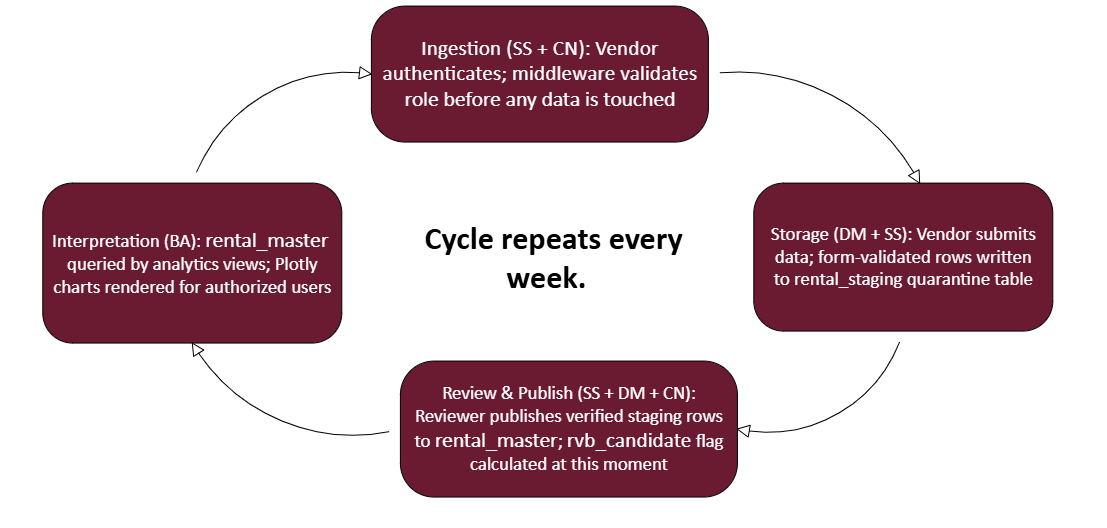 Ingestion (SS + CN): Vendor
authenticates; middleware validates
role before any data is touched
Storage (DM + SS): Vendor submits
data; form-validated rows written
to rental_staging quarantine table
Review & Publish (SS + DM + CN):
Reviewer publishes verified staging rows
to rental_master; rvb_candidate flag
calculated at this moment
Interpretation (BA): rental_master
queried by analytics views; Plotly
charts rendered for authorized users
Cycle repeats every
week.